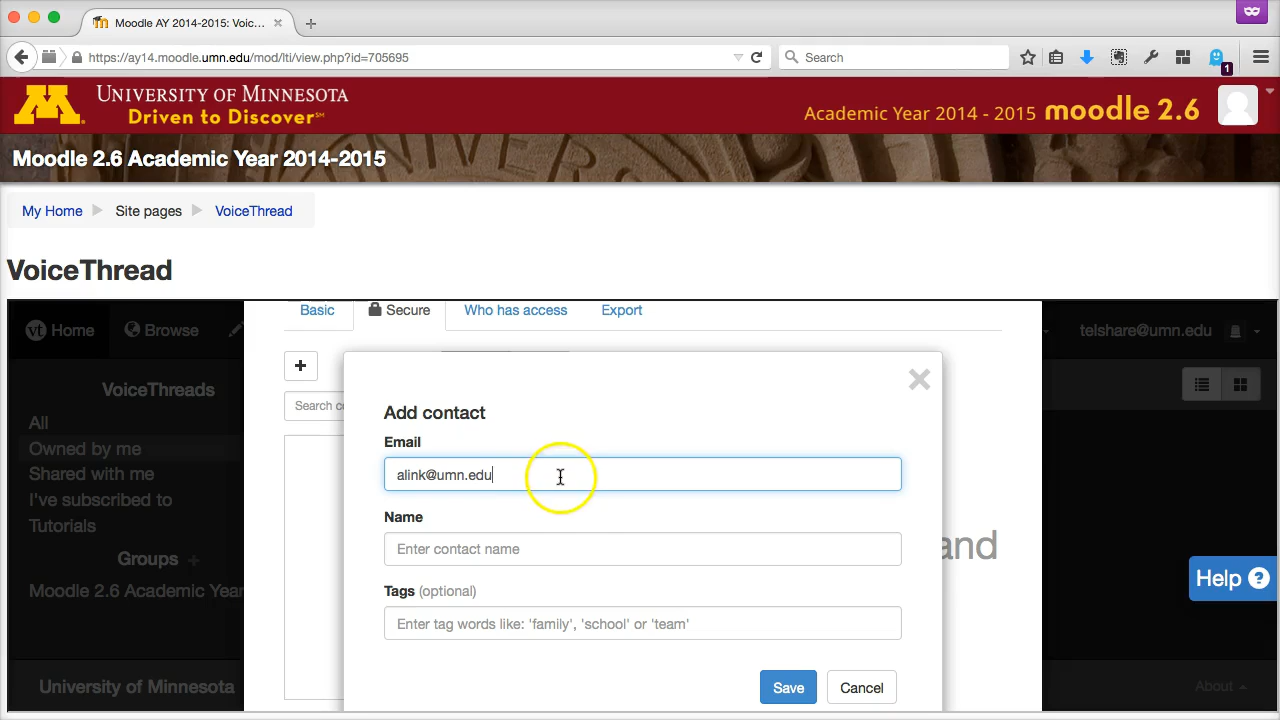 Moodle AY 2014-2015: Voic...
https://ay14.moodle.umn.edu/mod/lti/view.php?id=705695
Search
1
UNIVERSITY OF MINNESOTA
Driven to Discover℠
Academic Year 2014 - 2015 moodle 2.6
Moodle 2.6 Academic Year 2014-2015
My Home
Site pages
VoiceThread
VoiceThread
Basic
Secure
Who has access
Export
vt Home
Browse
telshare@umn.edu
VoiceThreads
All
Owned by me
Shared with me
I've subscribed to
Tutorials
Groups +
Moodle 2.6 Academic Year
+
Search
Add contact
Email
alink@umn.edu
Name
Enter contact name
and
Tags (optional)
Enter tag words like: 'family', 'school' or 'team'
Help ?
Save
Cancel
University of Minnesota
About